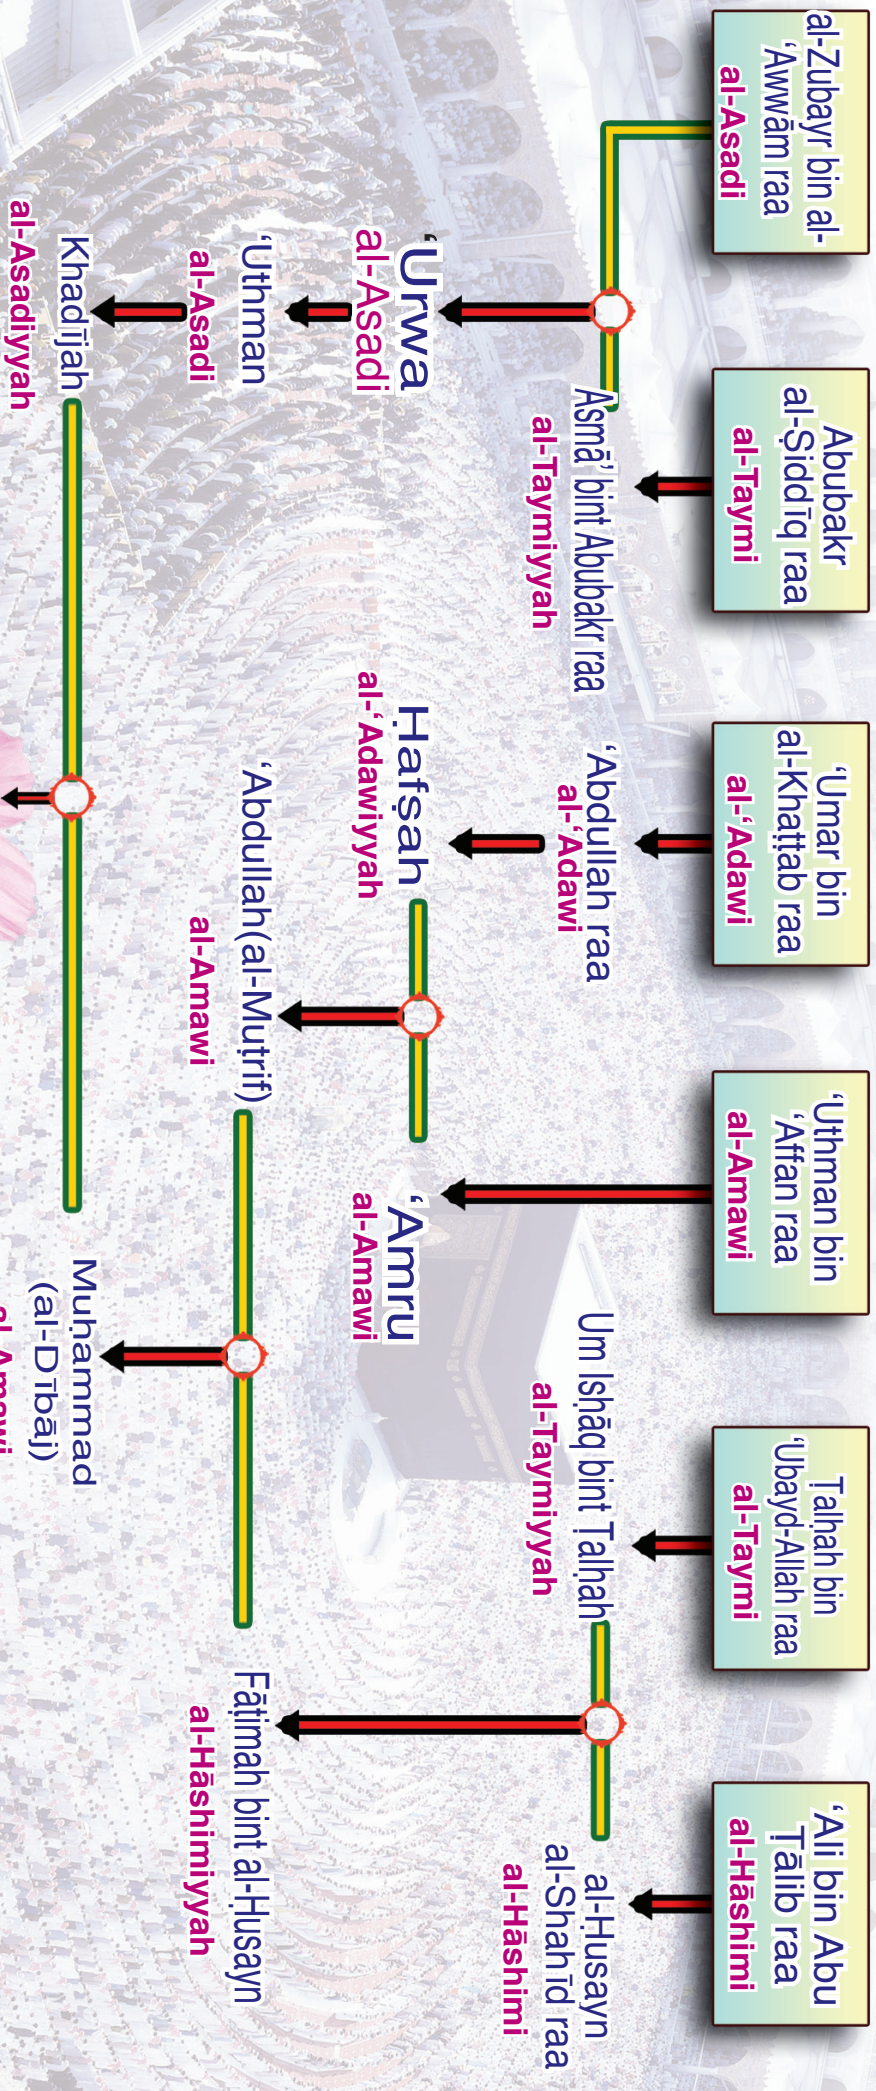 al-Zubayr bin al-
‘Awwām raa
al-Asadi
Abubakr
al-Ṣiddīq raa
al-Taymi
‘Umar bin
al-Khaṭṭab raa
al-‘Adawi
‘Uthman bin
‘Affan raa
al-Amawi
Ṭalḥah bin
‘Ubayd-Allah raa
al-Taymi
‘Ali bin Abu
Ṭālib raa
al-Hāshimi
Asmā’ bint Abubakr raa
al-Taymiyyah
‘Abdullah raa
al-‘Adawi
Um Isḥāq bint Ṭalḥah
al-Taymiyyah
al-Ḥusayn
al-Shahīd raa
al-Hāshimi
‘Urwa
al-Asadi
Ḥafṣah
al-‘Adawiyyah
‘Amru
al-Amawi
‘Uthman
al-Asadi
‘Abdullah(al-Muṭrif)
al-Amawi
Fāṭimah bint al-Ḥusayn
al-Hāshimiyyah
Khadījah
al-Asadiyyah
Muḥammad
(al-Dībāj)
al-Amawi